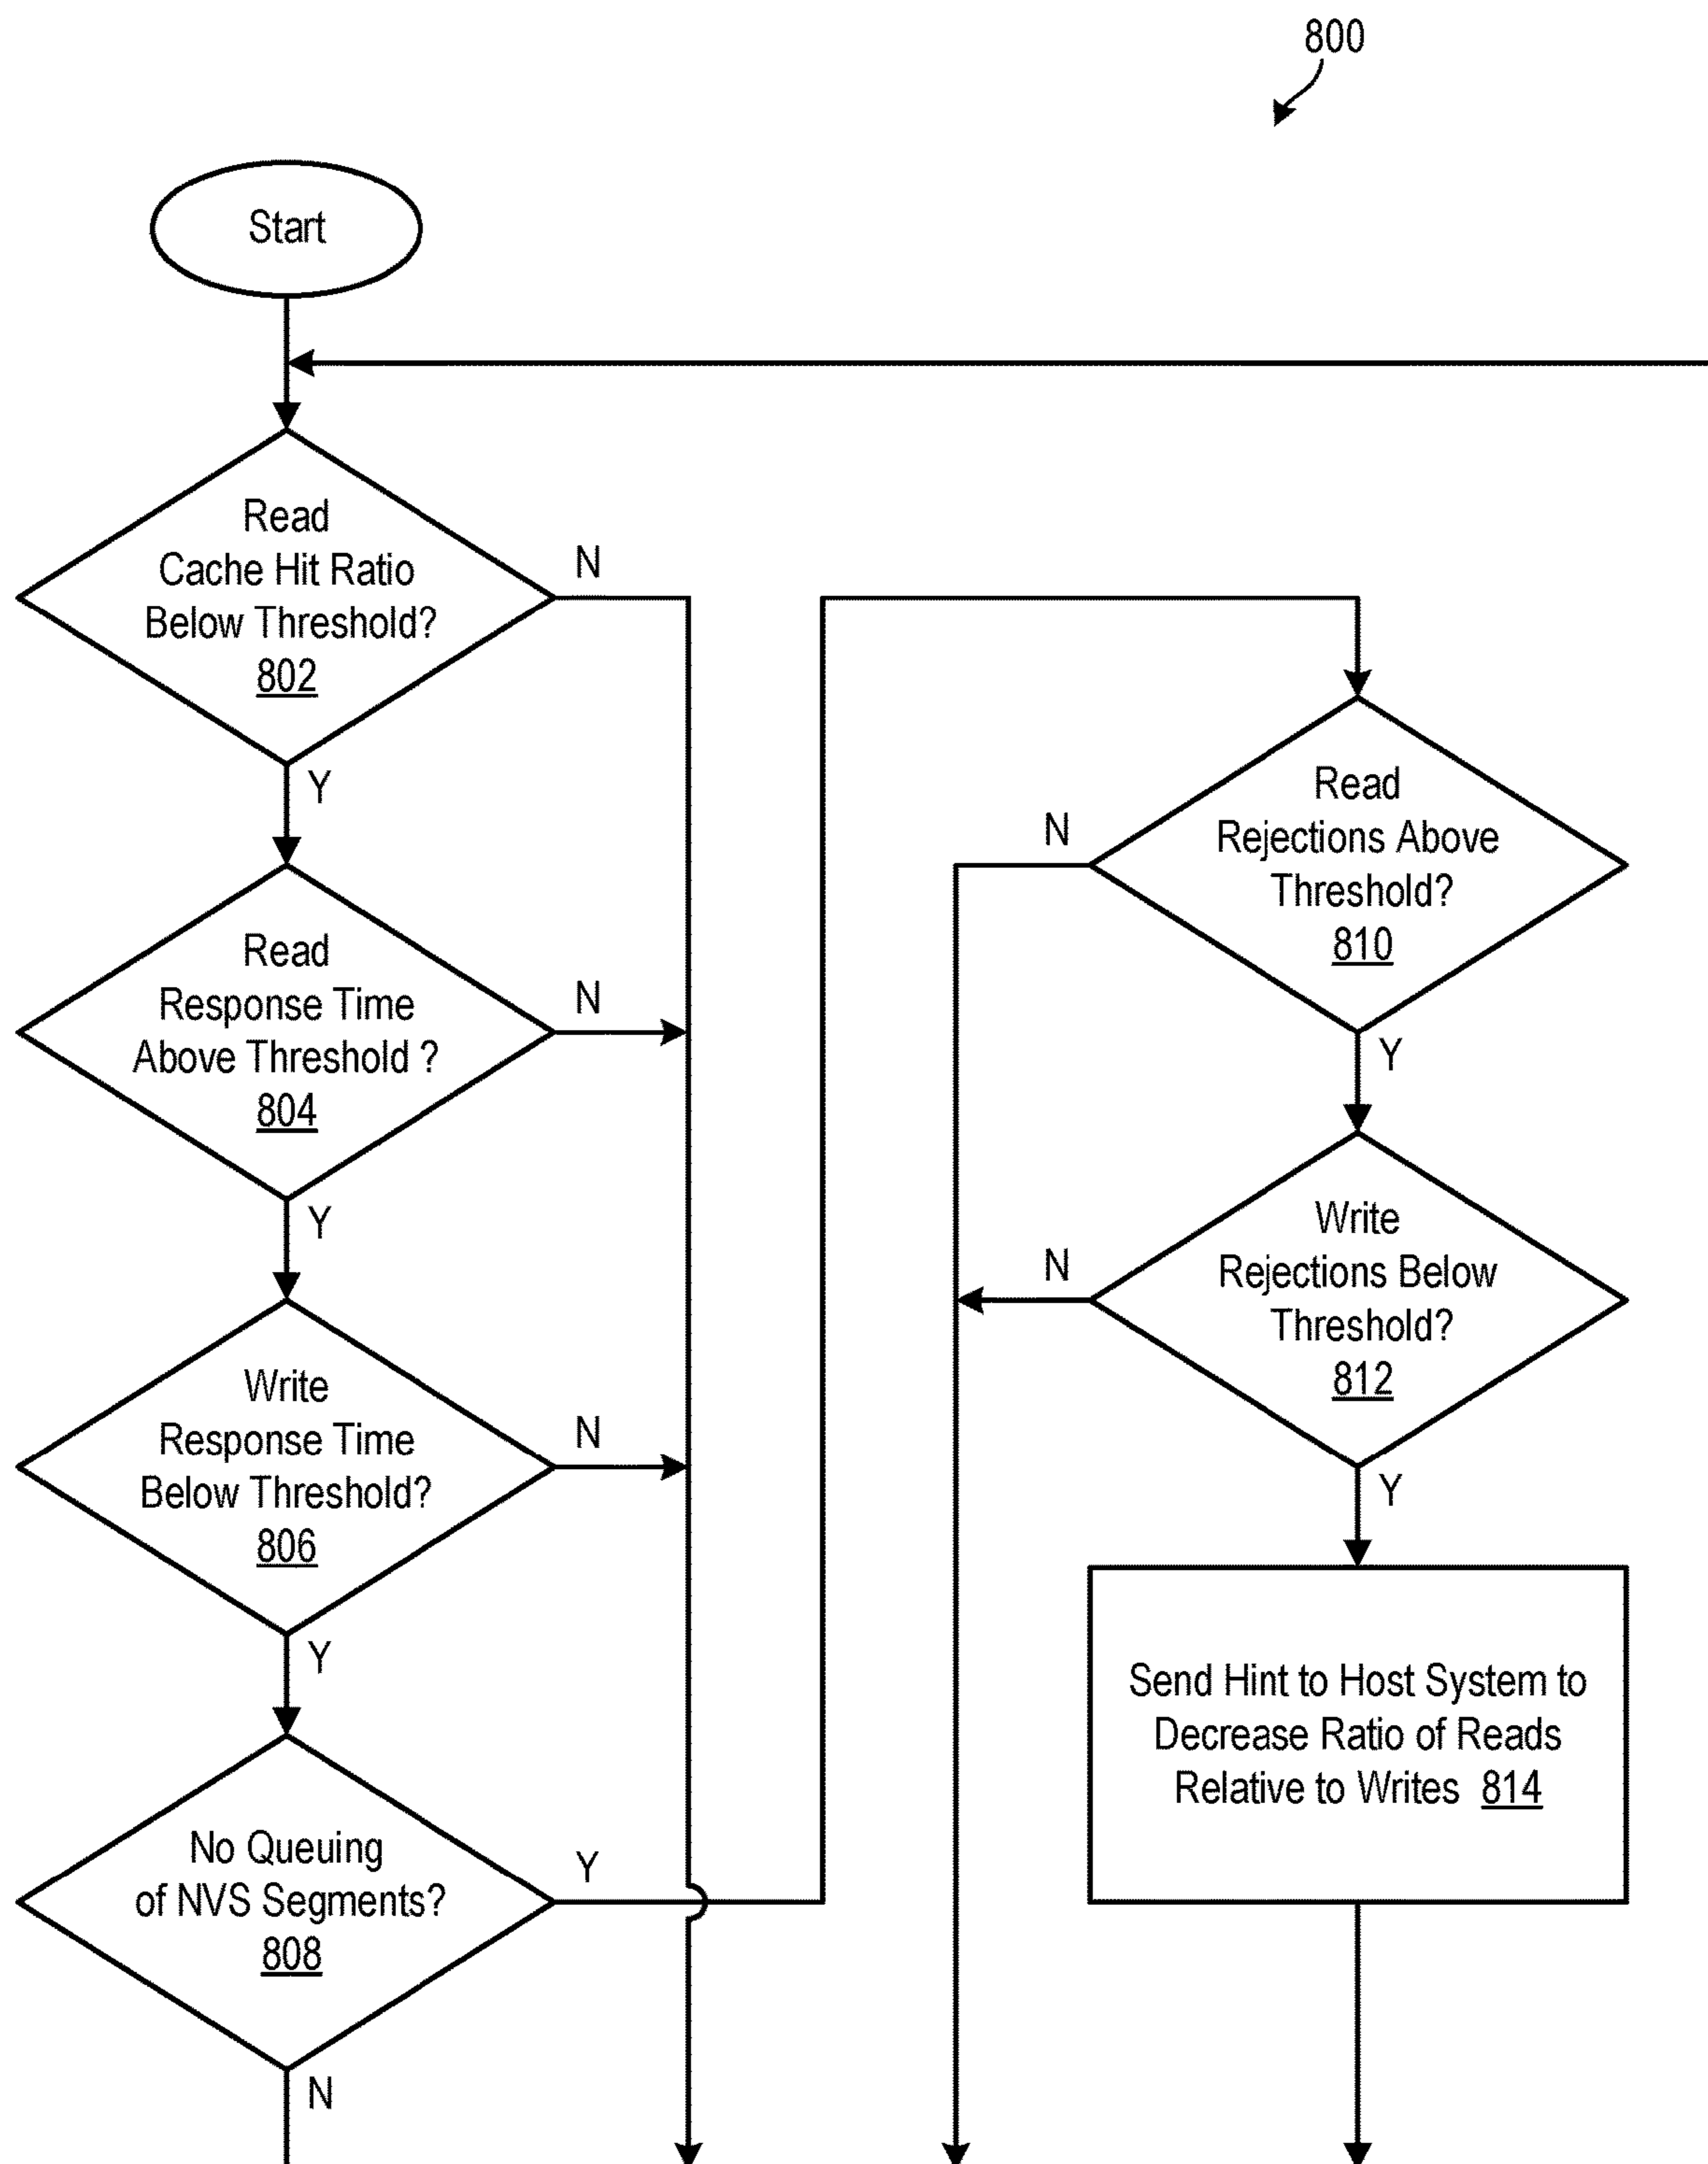 800
Start
Read
Cache Hit Ratio
Below Threshold?
802
N
Y
Read
Response Time
Above Threshold ?
804
N
Y
Write
Response Time
Below Threshold?
806
N
Y
No Queuing
of NVS Segments?
808
Y
N
Read
Rejections Above
Threshold?
810
N
Y
Write
Rejections Below
Threshold?
812
N
Y
Send Hint to Host System to
Decrease Ratio of Reads
Relative to Writes 814